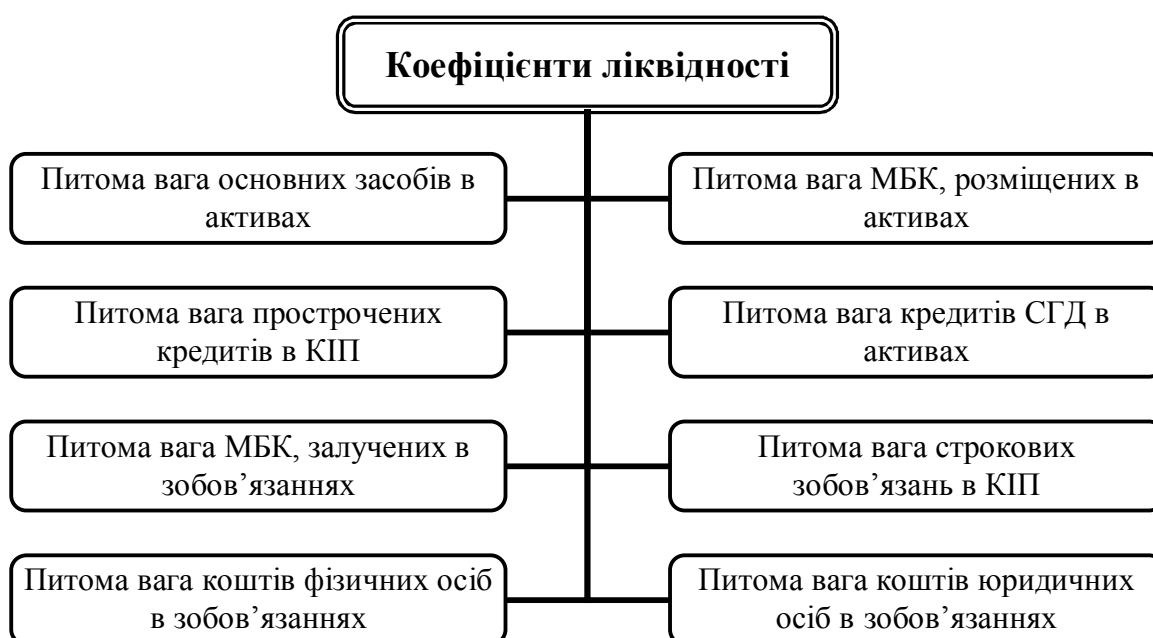 Коефіцієнти ліквідності
Питома вага основних засобів в
активах
Питома вага МБК, розміщених в
активах
Питома вага прострочених
кредитів в КІП
Питома вага кредитів СГД в
активах
Питома вага МБК, залучених в
зобов’язаннях
Питома вага строкових
зобов’язань в КІП
Питома вага коштів фізичних осіб
в зобов’язаннях
Питома вага коштів юридичних
осіб в зобов’язаннях